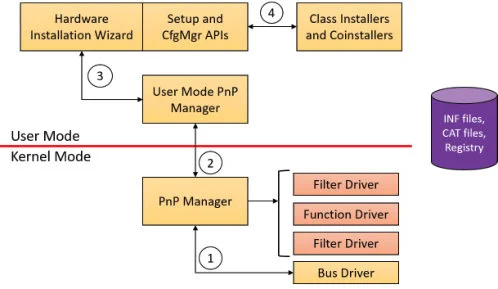 Hardware
Installation Wizard
Setup and
CfgMgr APIs
4
Class Installers
and Coinstallers
3
User Mode PnP
Manager
INF files,
CAT files,
Registry
User Mode
Kernel Mode
2
PnP Manager
Filter Driver
Function Driver
Filter Driver
1
Bus Driver